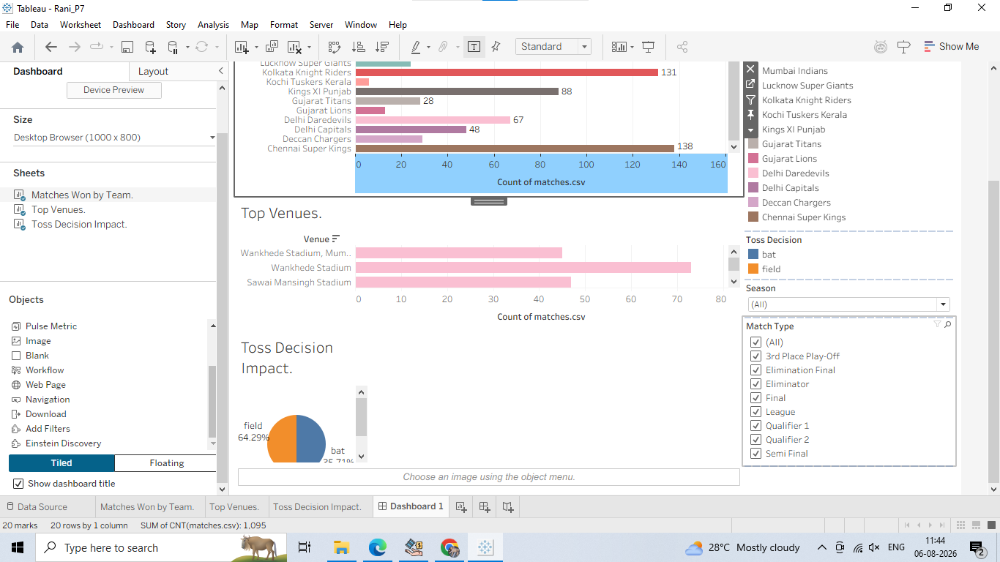 Tableau - Rani_P7
File Data Worksheet Dashboard Story Analysis Map Format Server Window Help
Standard
Show Me
Dashboard Layout
Device Preview
Size
Desktop Browser (1000 x 800)
Sheets
Matches Won by Team.
Top Venues.
Toss Decision Impact.
Objects
Pulse Metric
Image
Blank
Workflow
Web Page
Navigation
Download
Add Filters
Einstein Discovery
Tiled Floating
Show dashboard title
Lucknow Super Giants
Kolkata Knight Riders 131
Kochi Tuskers Kerala
Kings XI Punjab 88
Gujarat Titans 28
Gujarat Lions
Delhi Daredevils 67
Delhi Capitals 48
Deccan Chargers
Chennai Super Kings 138
0 20 40 60 80 100 120 140 160
Count of matches.csv
Top Venues.
Venue
Wankhede Stadium, Mum..
Wankhede Stadium
Sawai Mansingh Stadium
0 10 20 30 40 50 60 70 80
Count of matches.csv
Toss Decision
Impact.
field
64.29%
bat
35.71%
Choose an image using the object menu.
Mumbai Indians
Lucknow Super Giants
Kolkata Knight Riders
Kochi Tuskers Kerala
Kings XI Punjab
Gujarat Titans
Gujarat Lions
Delhi Daredevils
Delhi Capitals
Deccan Chargers
Chennai Super Kings
Toss Decision
bat
field
Season
(All)
Match Type
(All)
3rd Place Play-Off
Elimination Final
Eliminator
Final
League
Qualifier 1
Qualifier 2
Semi Final
Data Source Matches Won by Team. Top Venues. Toss Decision Impact. Dashboard 1
20 marks 20 rows by 1 column SUM of CNT(matches.csv): 1,095
Type here to search
28°C Mostly cloudy
ENG
11:44
06-08-2026
2